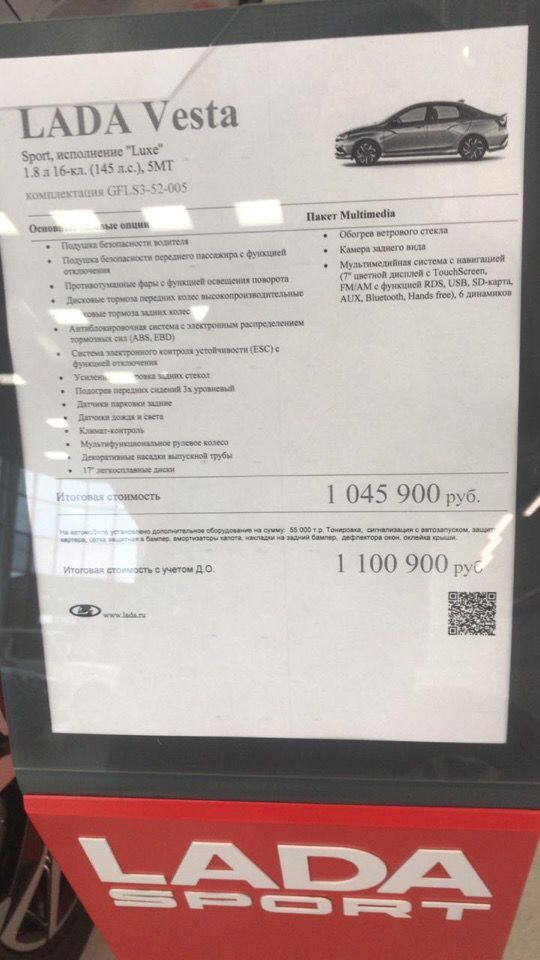 LADA Vesta
Sport, исполнение "Luxe"
1.8 л 16-кл. (145 л.с.), 5МТ
комплектация GFLS3-52-005
опции
• Подушка безопасности водителя
• Подушка безопасности переднего пассажира с функцией
отключения
• Противотуманные фары с функцией освещения поворота
• Дисковые тормоза передних колес высокопроизводительные
тормоза задних колес
• Антиблокировочная система с электронным распределением
тормозных сил (ABS, EBD)
• Система электронного контроля устойчивости (ESC) с
функцией отключения
• задних стекол
• Подогрев передних сидений 3х уровневый
• Датчики парковки задние
• Датчики дождя и света
• Климат-контроль
• Мультифункциональное рулевое колесо
• Декоративные насадки выпускной трубы
• 17" легкосплавные диски
Пакет Multimedia
• Обогрев ветрового стекла
• Камера заднего вида
• Мультимедийная система с навигацией
(7" цветной дисплей с TouchScreen,
FM/AM с функцией RDS, USB, SD-карта,
AUX, Bluetooth, Hands free), 6 динамиков
Итоговая стоимость 1 045 900 руб.
На автомобиле установлено дополнительное оборудование на сумму: 55 000 т.р. Тонировка, сигнализация с автозапуском, защит
картера, сетка защитная в бампер, амортизаторы капота, накладки на задний бампер, дефлектора окон, оклейка крыши.
Итоговая стоимость с учетом Д.О. 1 100 900 руб
www.lada.ru
LADA
SPORT